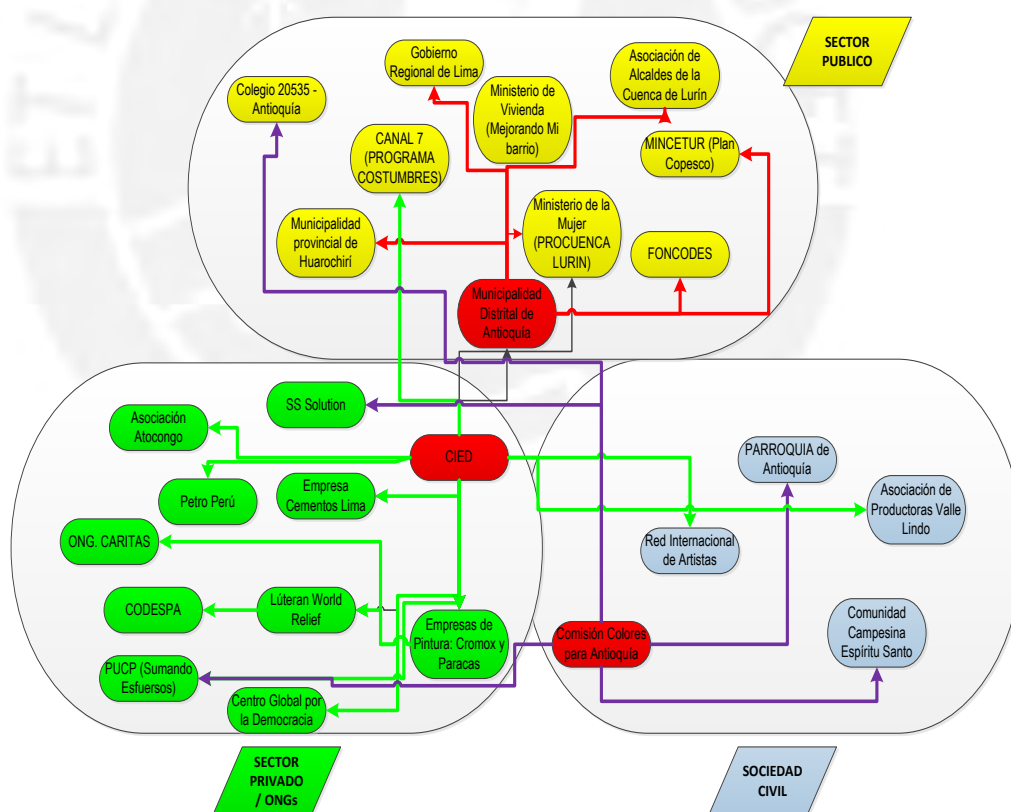 SECTOR
PUBLICO
Gobierno
Regional de Lima
Asociación de
Alcaldes de la
Cuenca de Lurín
Colegio 20535 -
Antioquía
Ministerio de
Vivienda
(Mejorando Mi
barrio)
CANAL 7
(PROGRAMA
COSTUMBRES)
MINCETUR (Plan
Copesco)
Municipalidad
provincial de
Huarochirí
Ministerio de la
Mujer
(PROCUENCA
LURIN)
FONCODES
Municipalidad
Distrital de
Antioquía
SS Solution
Asociación
Atocongo
CIED
PARROQUIA de
Antioquía
Petro Perú
Empresa
Cementos Lima
Asociación de
Productoras Valle
Lindo
ONG. CARITAS
Red Internacional
de Artistas
CODESPA
Lúteran World
Relief
Empresas de
Pintura: Cromox y
Paracas
Comisión Colores
para Antioquía
Comunidad
Campesina
Espíritu Santo
PUCP (Sumando
Esfuersos)
Centro Global por
la Democracia
SECTOR
PRIVADO
/ ONGs
SOCIEDAD
CIVIL